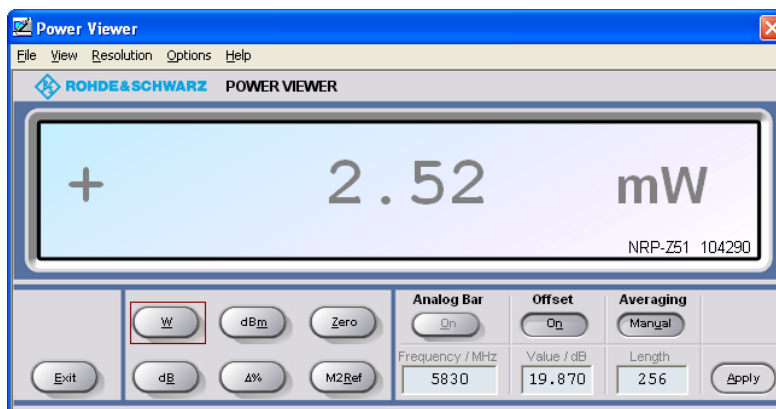 Power Viewer
File View Resolution Options Help
ROHDE&SCHWARZ POWER VIEWER
+ 2.52 mW
NRP-Z51 104290
Analog Bar Offset Averaging
W dBm Zero On On Manual
Frequency / MHz Value / dB Length
Exit dB Δ% M2Ref 5830 19.870 256 Apply